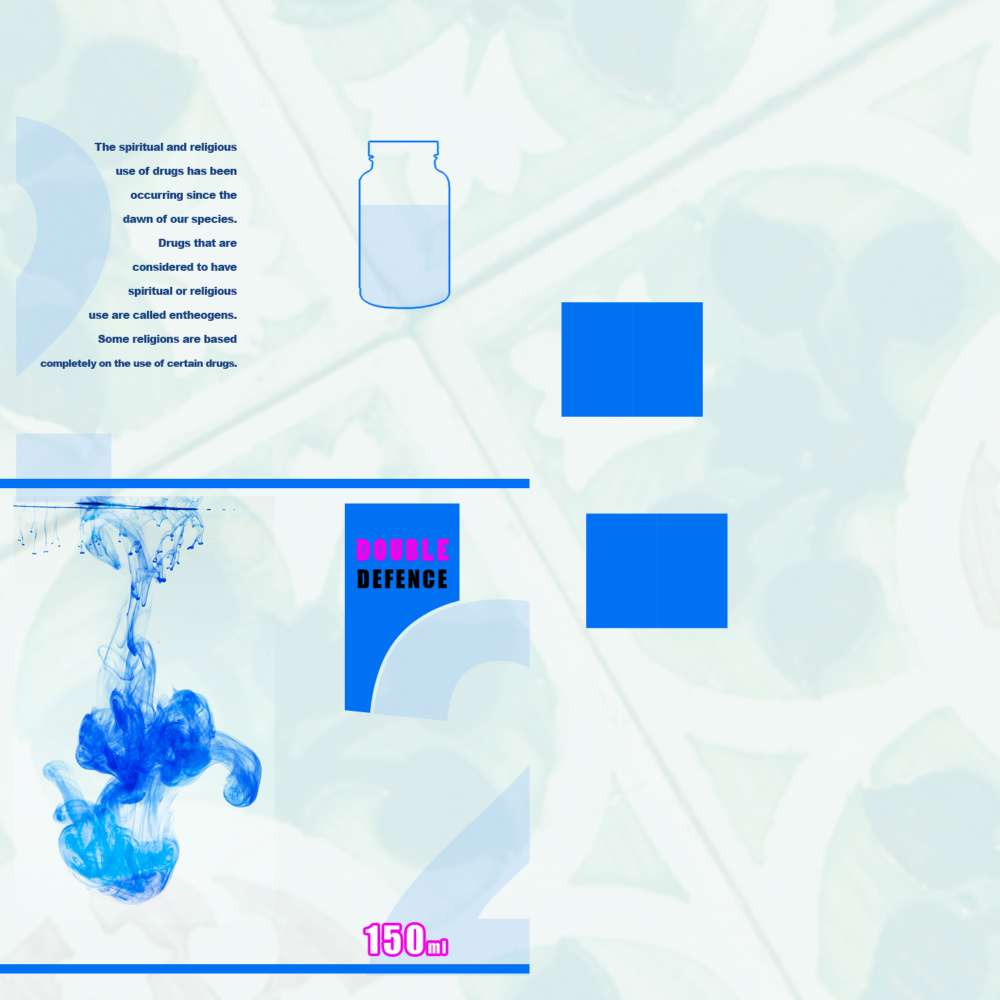 The spiritual and religious
use of drugs has been
occurring since the
dawn of our species.
Drugs that are
considered to have
spiritual or religious
use are called entheogens.
Some religions are based
completely on the use of certain drugs.
DOUBLE
DEFENCE
2
150ml